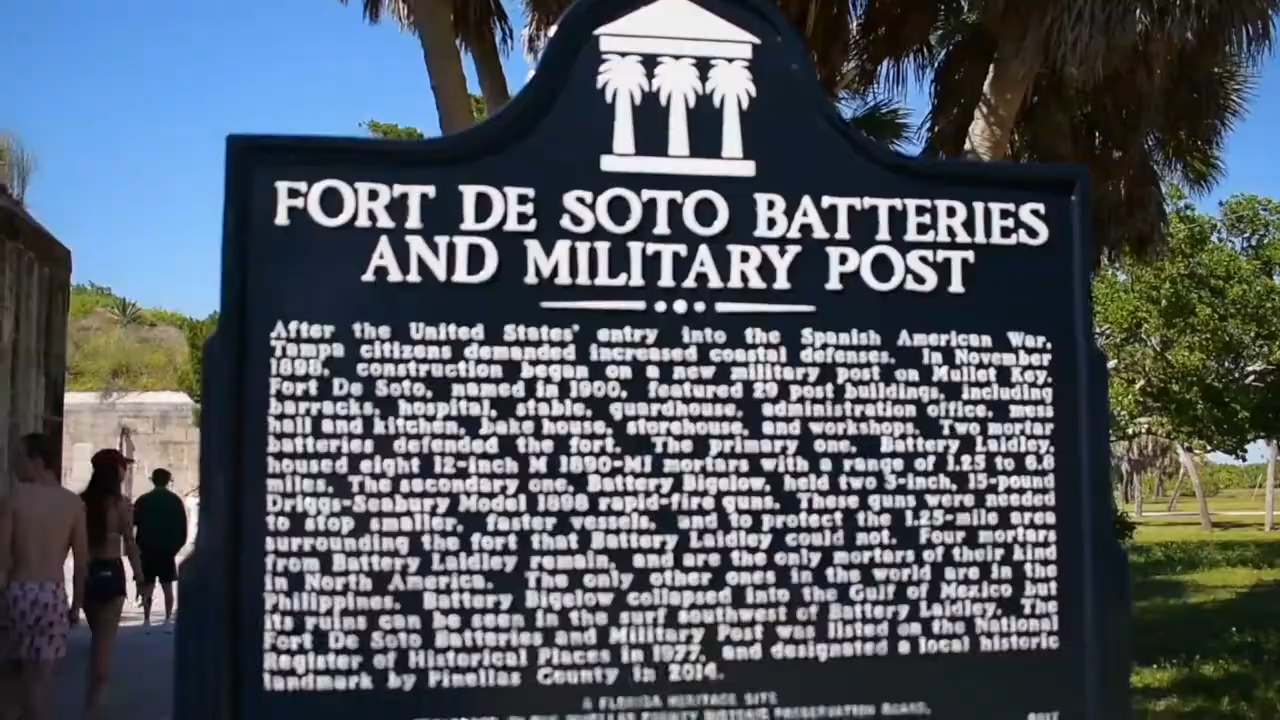 FORT DE SOTO BATTERIES
AND MILITARY POST
After the United States' entry into the Spanish American War,
Tampa citizens demanded increased coastal defenses. In November
1898, construction began on a new military post on Mullet Key.
Fort De Soto, named in 1900, featured 29 post buildings, including
barracks, hospital, stable, guardhouse, administration office, mess
hall and kitchen, bake house, storehouse, and workshops. Two mortar
batteries defended the fort. The primary one, Battery Laidley,
housed eight 12-inch M 1890-MI mortars with a range of 1.25 to 6.8
miles. The secondary one, Battery Bigelow, held two 3-inch, 15-pound
Driggs-Seabury Model 1898 rapid-fire guns. These guns were needed
to stop smaller, faster vessels, and to protect the 1.25-mile area
surrounding the fort that Battery Laidley could not. Four mortars
from Battery Laidley remain, and are the only mortars of their kind
in North America. The only other ones in the world are in the
Philippines. Battery Bigelow collapsed into the Gulf of Mexico but
its ruins can be seen in the surf southwest of Battery Laidley. The
Fort De Soto Batteries and Military Post was listed on the National
Register of Historical Places in 1977, and designated a local historic
landmark by Pinellas County in 2014.
A FLORIDA HERITAGE SITE
PINELLAS COUNTY HISTORIC PRESERVATION BOARD,